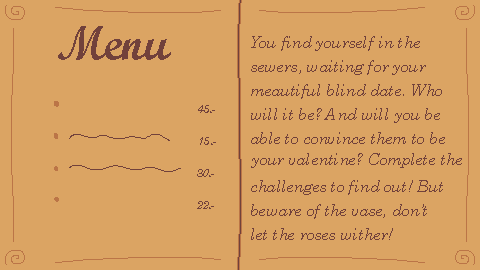 Menu
45.-
15.-
30.-
22.-
You find yourself in the
sewers, waiting for your
meautiful blind date. Who
will it be? And will you be
able to convince them to be
your valentine? Complete the
challenges to find out! But
beware of the vase, don't
let the roses wither!